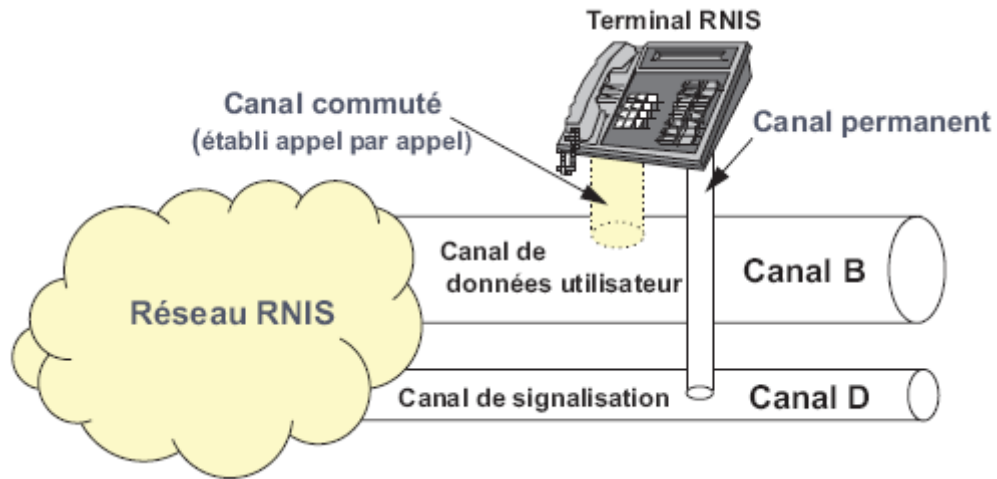 Terminal RNIS
Canal commuté
(établi appel par appel)
Canal permanent
Canal de
données utilisateur
Canal B
Réseau RNIS
Canal de signalisation
Canal D